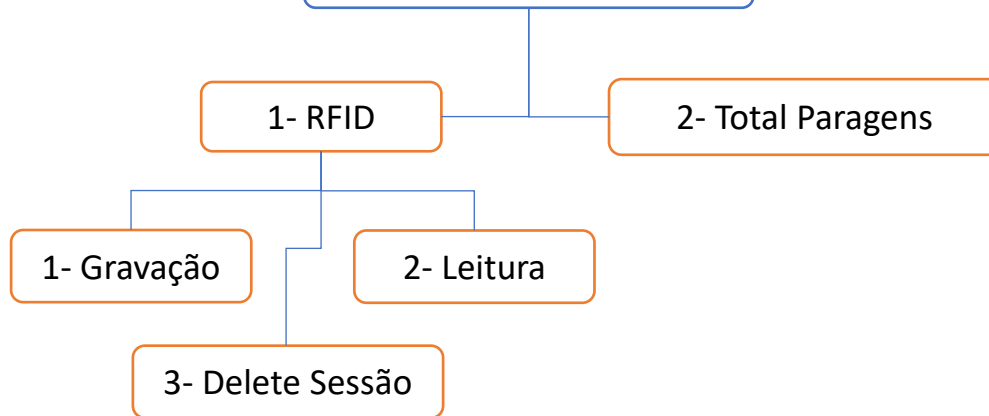 1- RFID
2- Total Paragens
1- Gravação
2- Leitura
3- Delete Sessão